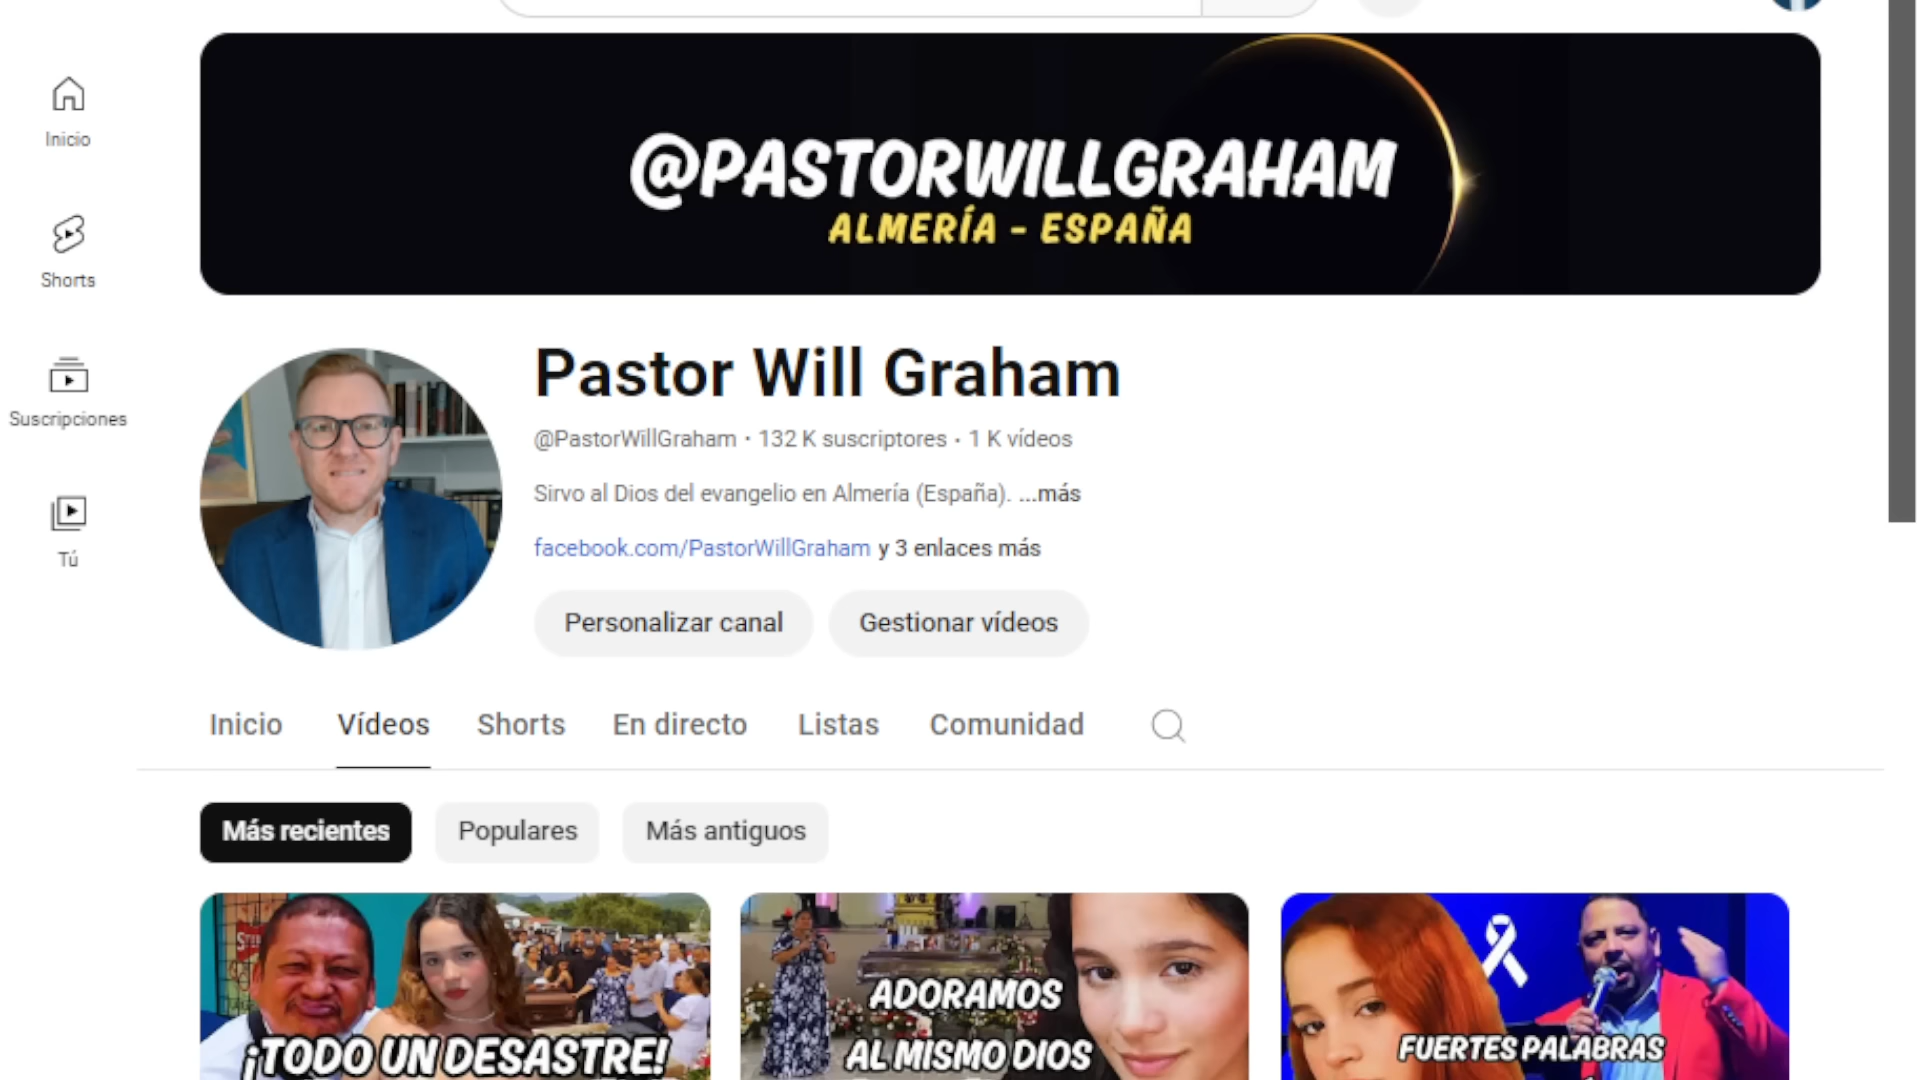 @PASTORWILLGRAHAM
ALMERÍA - ESPAÑA
Inicio
Shorts
Suscripciones
Tú
Pastor Will Graham
@PastorWillGraham · 132 K suscriptores · 1 K vídeos
Sirvo al Dios del evangelio en Almería (España). ...más
facebook.com/PastorWillGraham y 3 enlaces más
Personalizar canal Gestionar vídeos
Inicio Vídeos Shorts En directo Listas Comunidad
Más recientes Populares Más antiguos
¡TODO UN DESASTRE!
ADORAMOS
AL MISMO DIOS
FUERTES PALABRAS